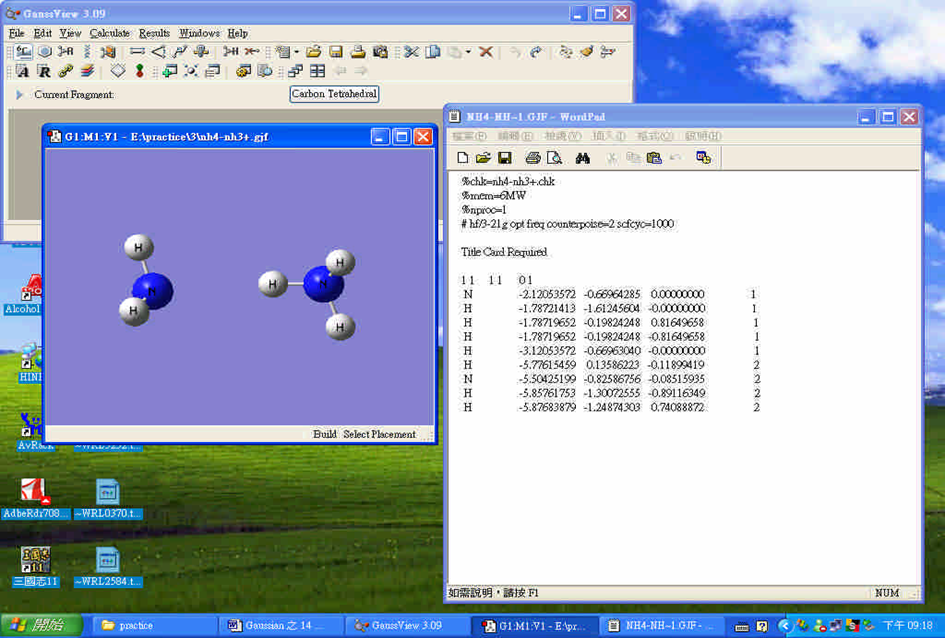 GaussView 3.09
File Edit View Calculate Results Windows Help
Current Fragment:
Carbon Tetrahedral
G1:M1:V1 - E:\practice\3\nh4-nh3+.gjf
H
N
H
H
H
N
H
Build Select Placement
NH4-NH~1.GJF - WordPad
檔案(F) 編輯(E) 檢視(V) 插入(I) 格式(O) 說明(H)
%chk=nh4-nh3+.chk
%mem=6MW
%nproc=1
# hf/3-21g opt freq counterpoise=2 scfcyc=1000
Title Card Required
1 1 1 1 0 1
N -2.12053572 -0.66964285 0.00000000 1
H -1.78721413 -1.61245604 -0.00000000 1
H -1.78719652 -0.19824248 0.81649658 1
H -1.78719652 -0.19824248 -0.81649658 1
H -3.12053572 -0.66963040 -0.00000000 1
H -5.77615459 0.13586223 -0.11899419 2
N -5.50425199 -0.82586756 -0.08515935 2
H -5.85761753 -1.30072555 -0.89116349 2
H -5.87683879 -1.24874303 0.74088872 2
如需說明，請按 F1
NUM
Alcohol
HINE
AvRack
AdbeRdr708...
~WRL0370.t...
三國志11
~WRL2584.t...
開始
practice
Gaussian 之 14 ...
GaussView 3.09
G1:M1:V1 - E:\pr...
NH4-NH~1.GJF - ...
下午 09:18